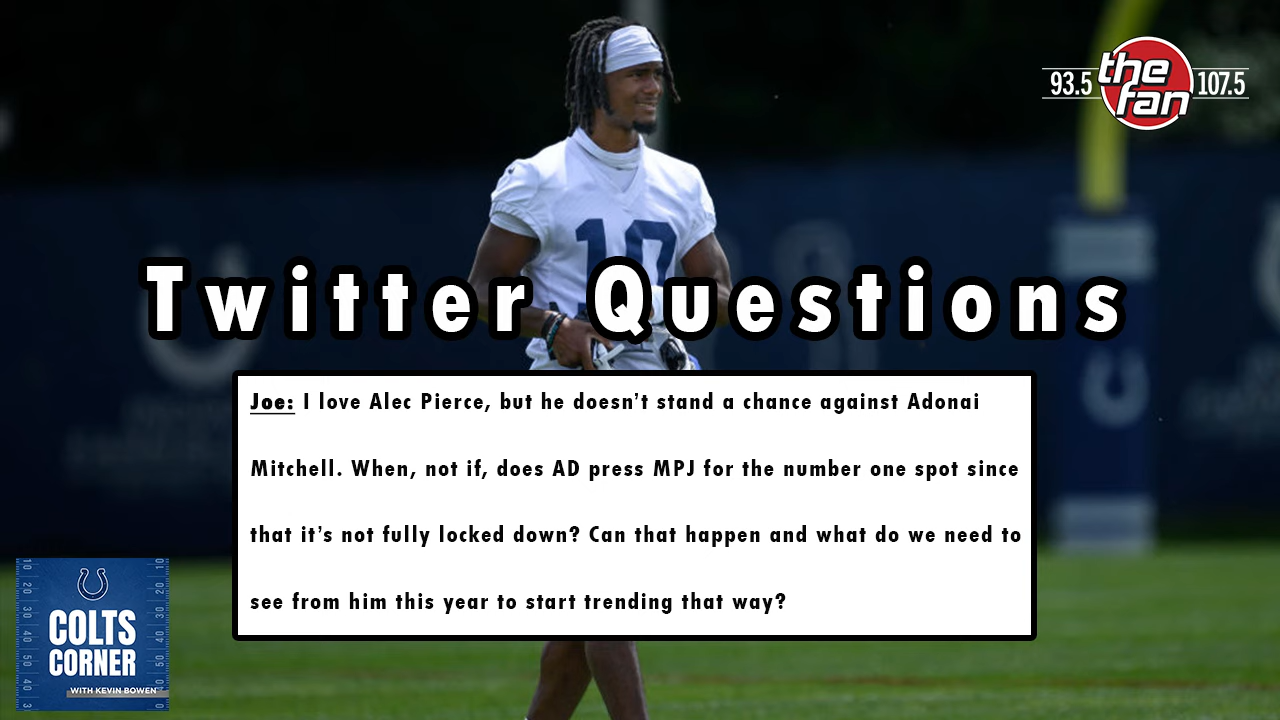 93.5 the fan 107.5
10
Twitter Questions
Joe: I love Alec Pierce, but he doesn’t stand a chance against Adonai
Mitchell. When, not if, does AD press MPJ for the number one spot since
that it’s not fully locked down? Can that happen and what do we need to
see from him this year to start trending that way?
COLTS
CORNER
WITH KEVIN BOWEN